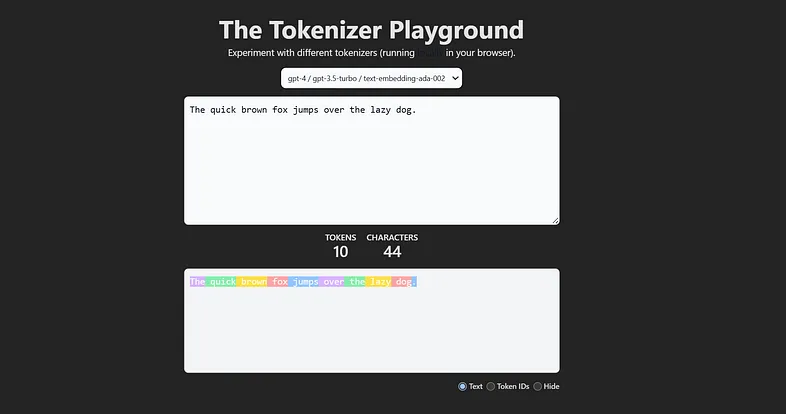 The Tokenizer Playground
Experiment with different tokenizers (running in your browser).
gpt-4 / gpt-3.5-turbo / text-embedding-ada-002
The quick brown fox jumps over the lazy dog.
TOKENS CHARACTERS
10 44
The quick brown fox jumps over the lazy dog.
Text Token IDs Hide